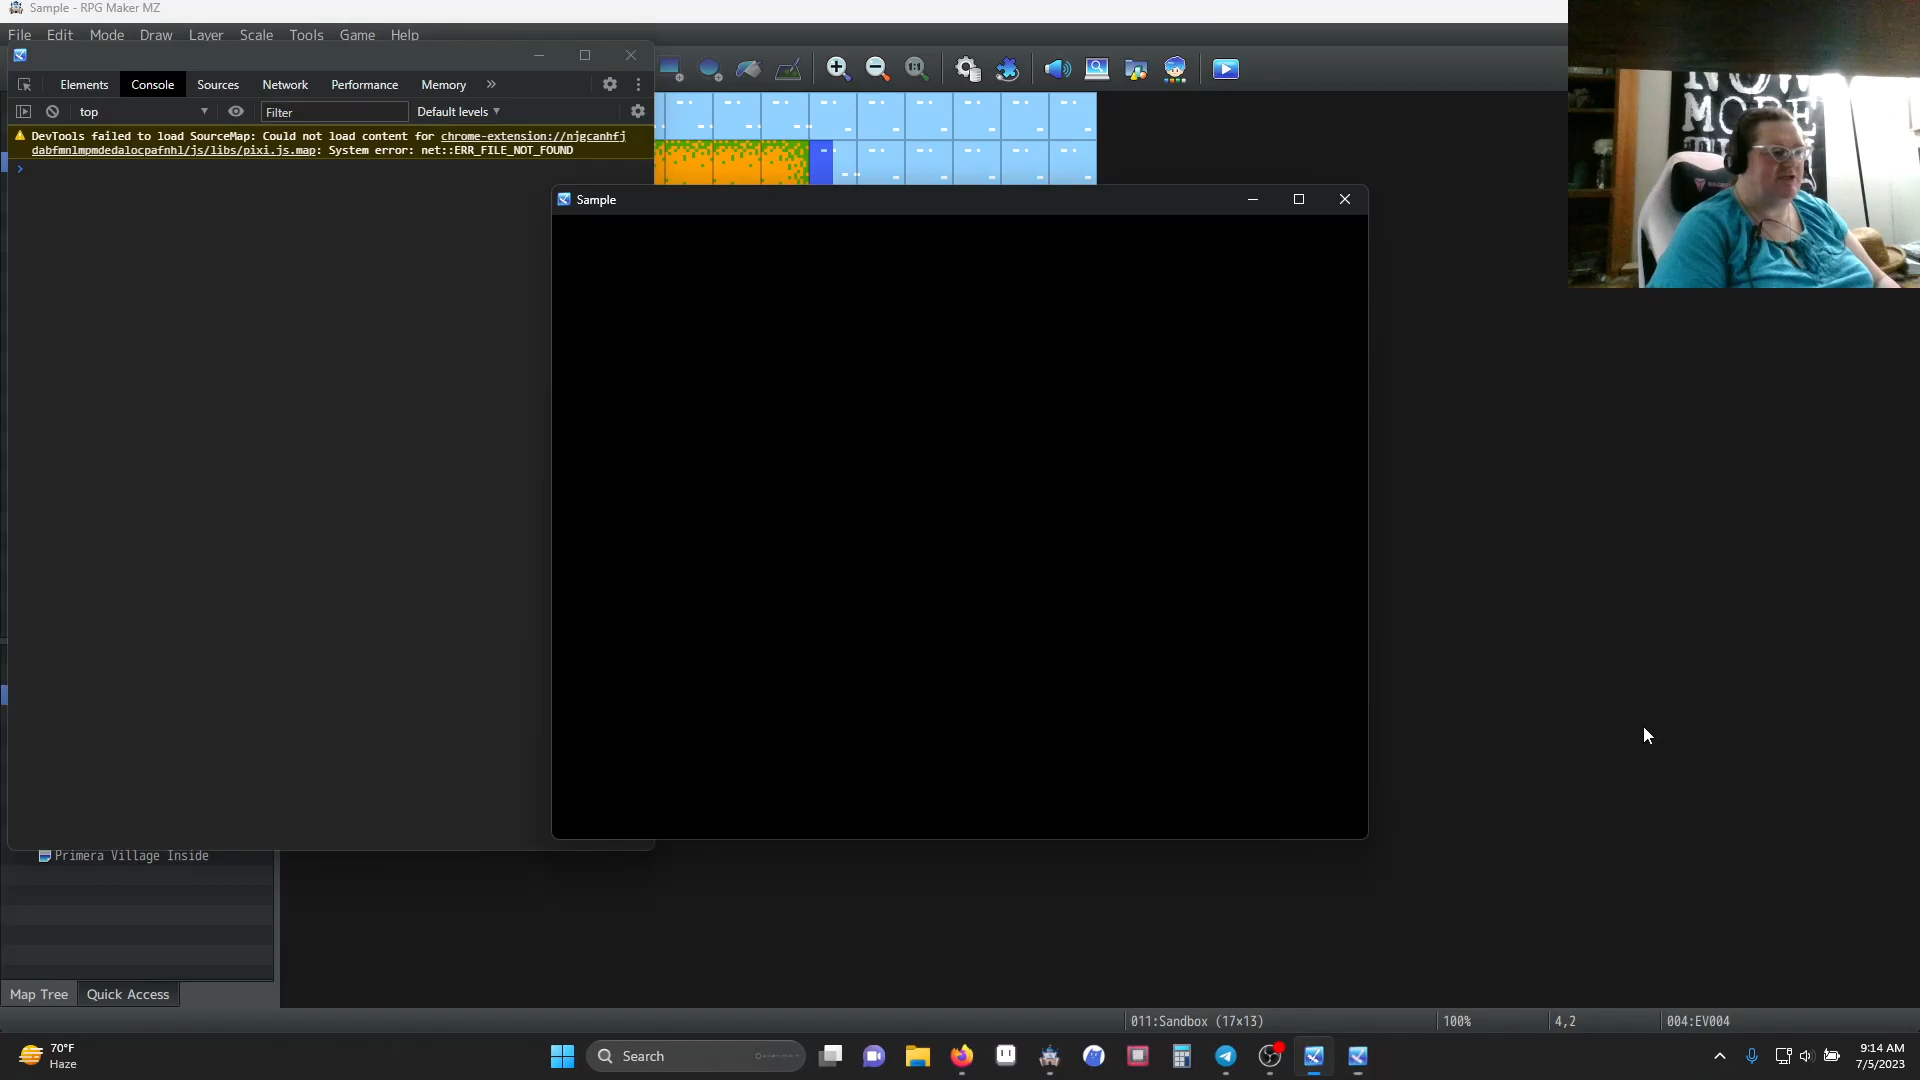 Sample - RPG Maker MZ
File Edit Mode Draw Layer Scale Tools Game Help
Elements Console Sources Network Performance Memory »
top Filter Default levels
DevTools failed to load SourceMap: Could not load content for chrome-extension://njgcanhfj
dabfmnlmpmdedalocpafnhl/js/libs/pixi.js.map: System error: net::ERR_FILE_NOT_FOUND
Sample
NOW
MORE
Primera Village Inside
Map Tree Quick Access
011:Sandbox (17x13) 100% 4,2 004:EV004
70°F
Haze
Search
9:14 AM
7/5/2023